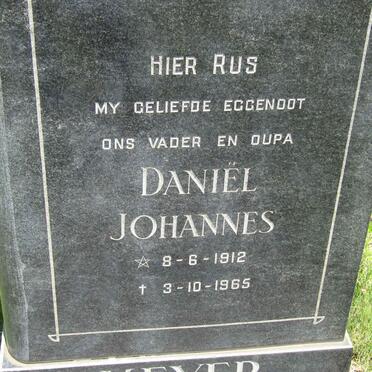 HIER RUS
MY GELIEFDE EGGENOOT
ONS VADER EN OUPA
DANIËL
JOHANNES
☆ 8-6-1912
† 3-10-1965